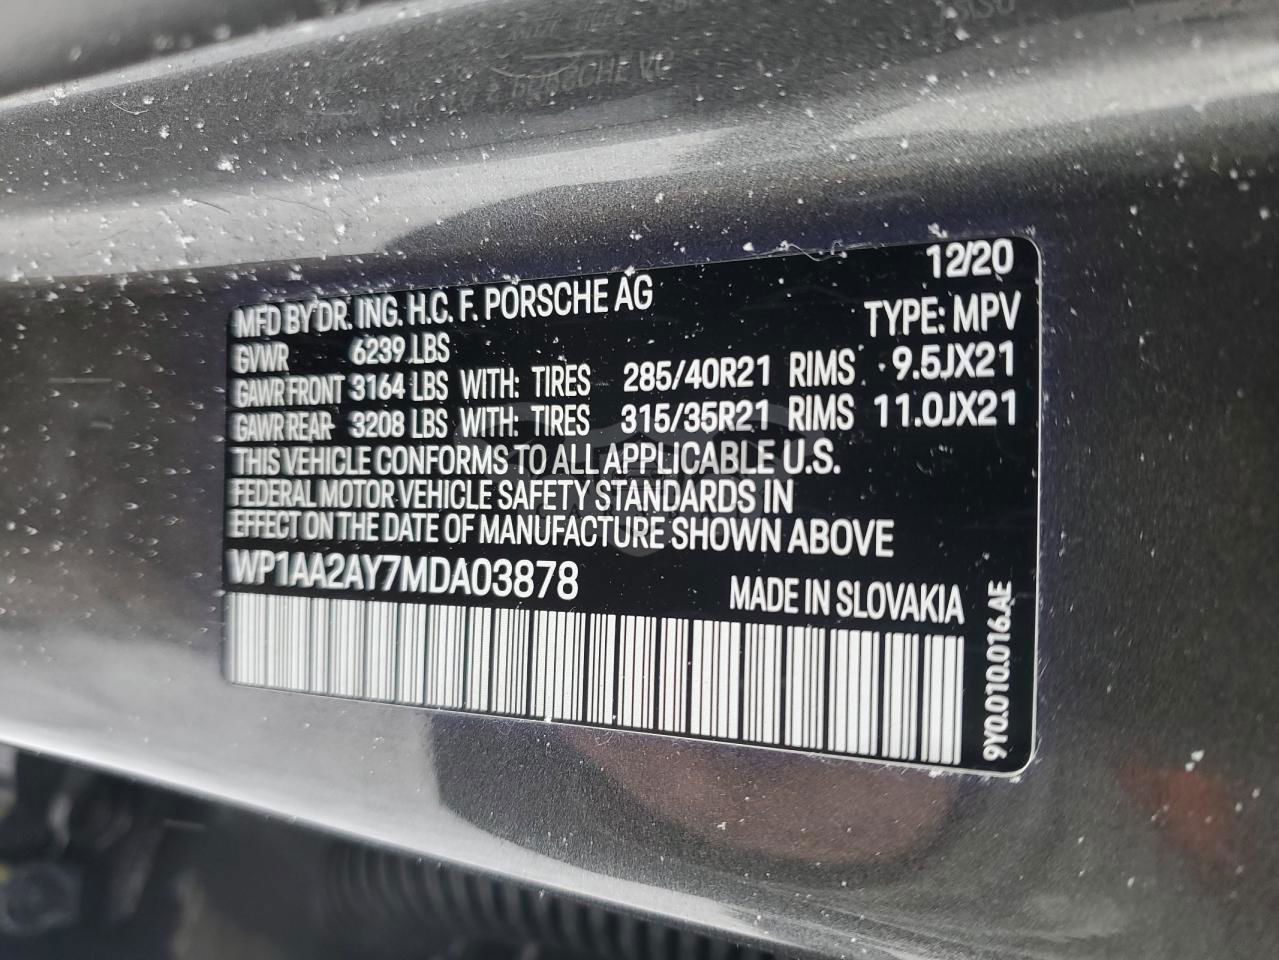 12/20
MFD BY DR. ING. H.C. F. PORSCHE AG TYPE: MPV
GVWR 6239 LBS
GAWR FRONT 3164 LBS WITH: TIRES 285/40R21 RIMS 9.5JX21
GAWR REAR 3208 LBS WITH: TIRES 315/35R21 RIMS 11.0JX21
THIS VEHICLE CONFORMS TO ALL APPLICABLE U.S.
FEDERAL MOTOR VEHICLE SAFETY STANDARDS IN
EFFECT ON THE DATE OF MANUFACTURE SHOWN ABOVE
WP1AA2AY7MDA03878
MADE IN SLOVAKIA
9Y0.010.016.AE